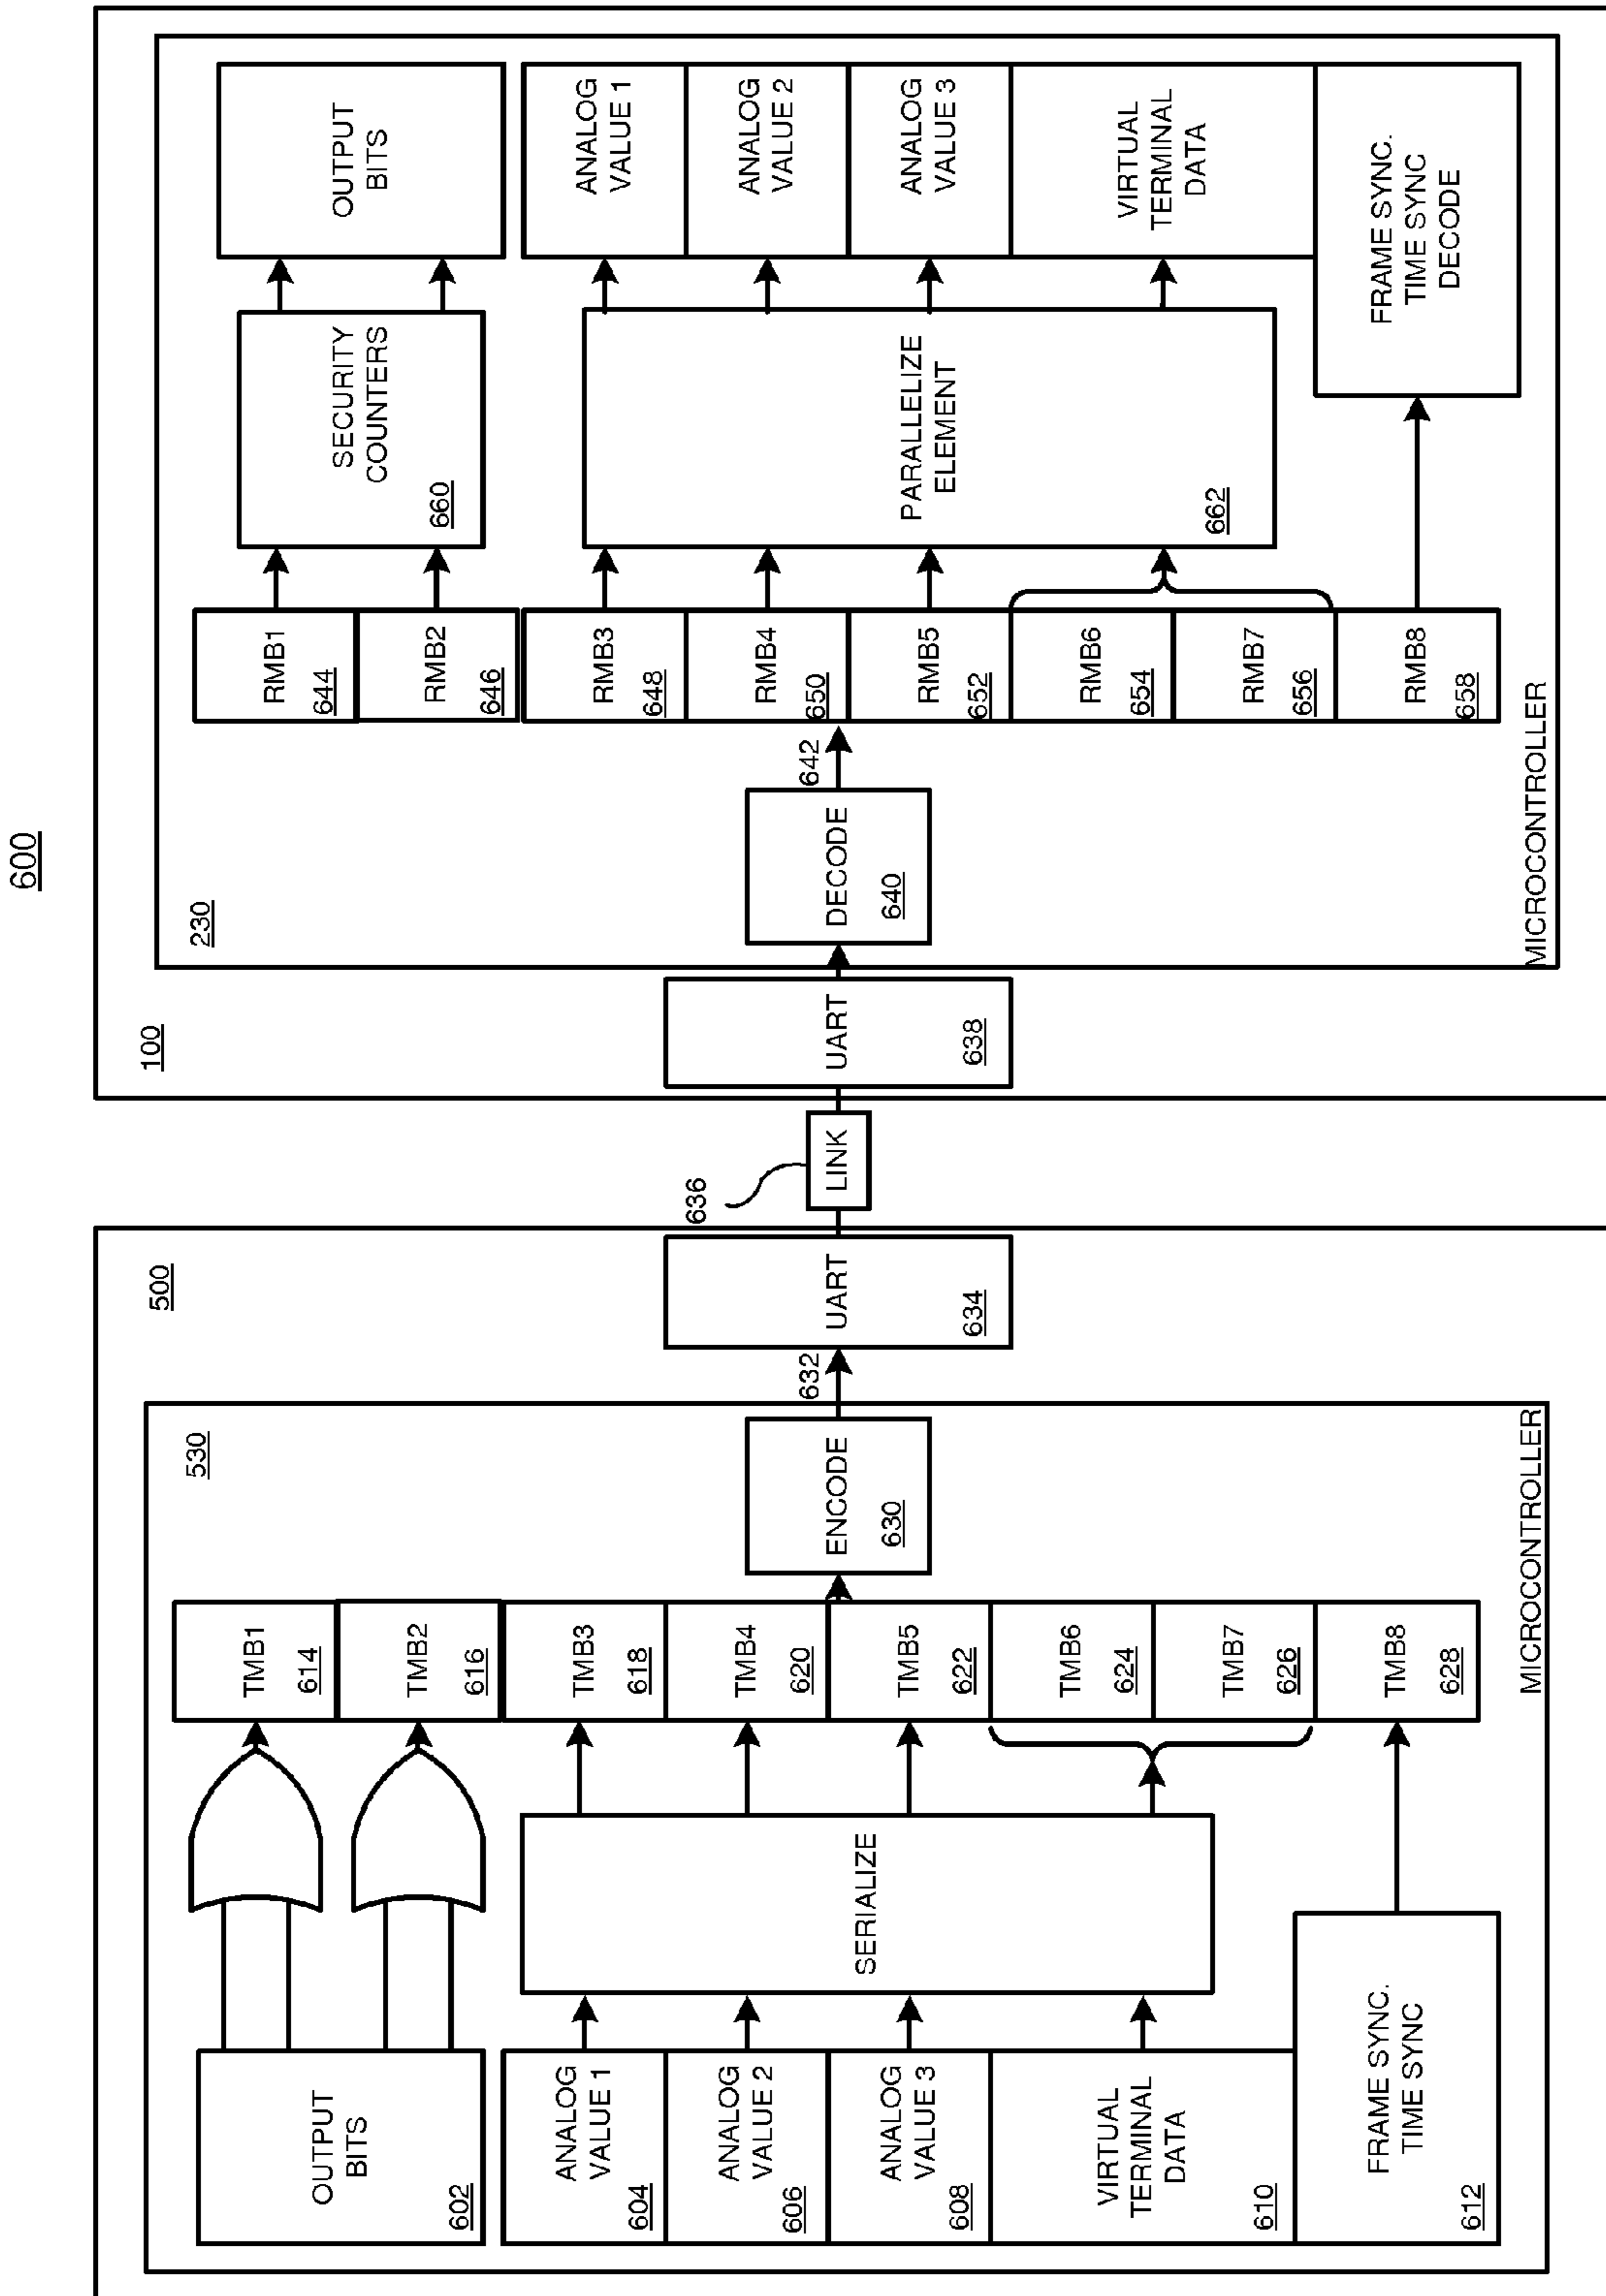 600
500
530
OUTPUT
BITS
602
ANALOG
VALUE 1
604
ANALOG
VALUE 2
606
ANALOG
VALUE 3
608
VIRTUAL
TERMINAL
DATA
610
FRAME SYNC.
TIME SYNC
612
SERIALIZE
TMB1
614
TMB2
616
TMB3
618
TMB4
620
TMB5
622
TMB6
624
TMB7
626
TMB8
628
ENCODE
630
632
MICROCONTROLLER
UART
634
636
LINK
100
UART
638
230
DECODE
640
642
RMB1
644
RMB2
646
RMB3
648
RMB4
650
RMB5
652
RMB6
654
RMB7
656
RMB8
658
SECURITY
COUNTERS
660
PARALLELIZE
ELEMENT
662
OUTPUT
BITS
ANALOG
VALUE 1
ANALOG
VALUE 2
ANALOG
VALUE 3
VIRTUAL
TERMINAL
DATA
FRAME SYNC.
TIME SYNC
DECODE
MICROCONTROLLER